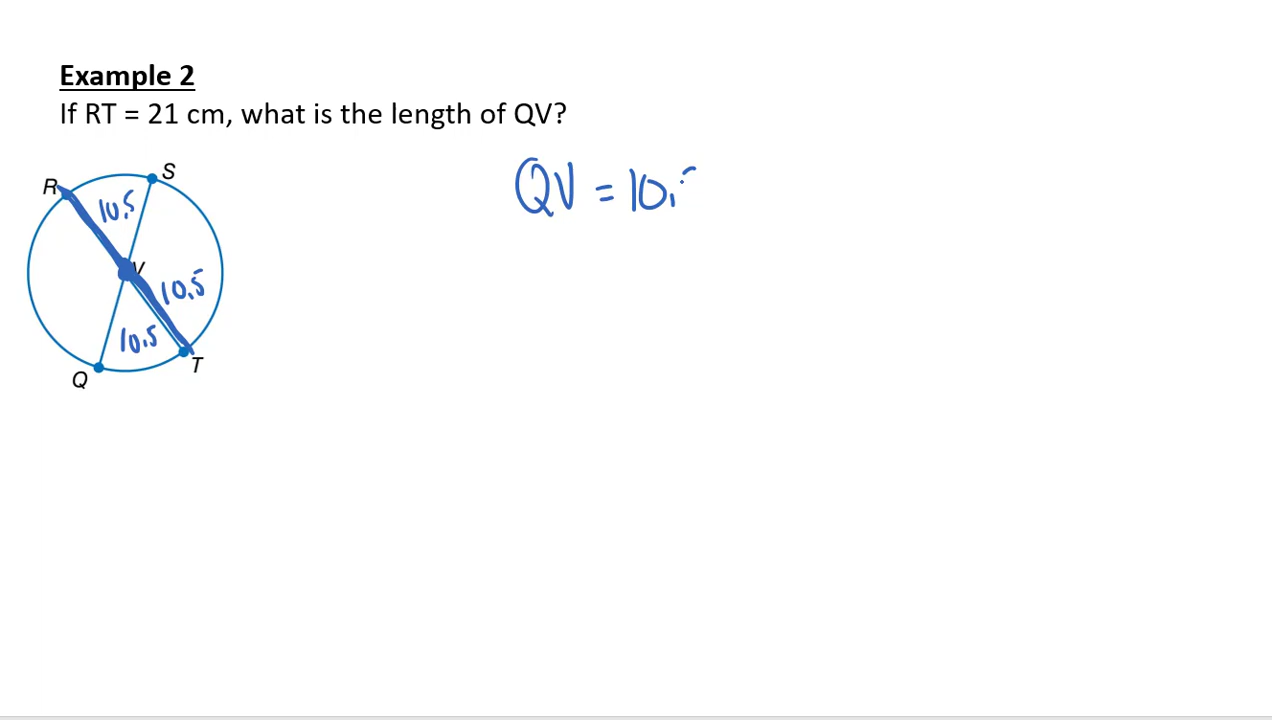 Example 2
If RT = 21 cm, what is the length of QV?
S
R
10.5
QV = 10.
V
10.5
10.5
T
Q